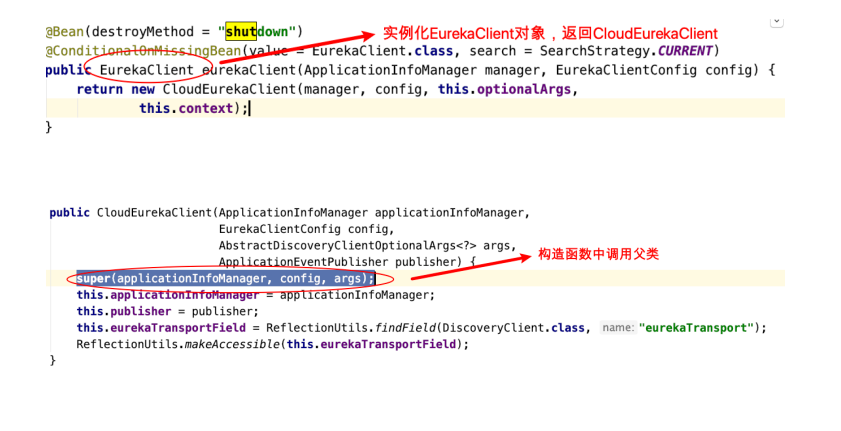 @Bean(destroyMethod = "shutdown") 实例化EurekaClient对象，返回CloudEurekaClient
@ConditionalOnMissingBean(value = EurekaClient.class, search = SearchStrategy.CURRENT)
public EurekaClient eurekaClient(ApplicationInfoManager manager, EurekaClientConfig config) {
return new CloudEurekaClient(manager, config, this.optionalArgs,
this.context);
}
public CloudEurekaClient(ApplicationInfoManager applicationInfoManager,
EurekaClientConfig config,
AbstractDiscoveryClientOptionalArgs<?> args,
ApplicationEventPublisher publisher) {
构造函数中调用父类
super(applicationInfoManager, config, args);
this.applicationInfoManager = applicationInfoManager;
this.publisher = publisher;
this.eurekaTransportField = ReflectionUtils.findField(DiscoveryClient.class, name: "eurekaTransport");
ReflectionUtils.makeAccessible(this.eurekaTransportField);
}